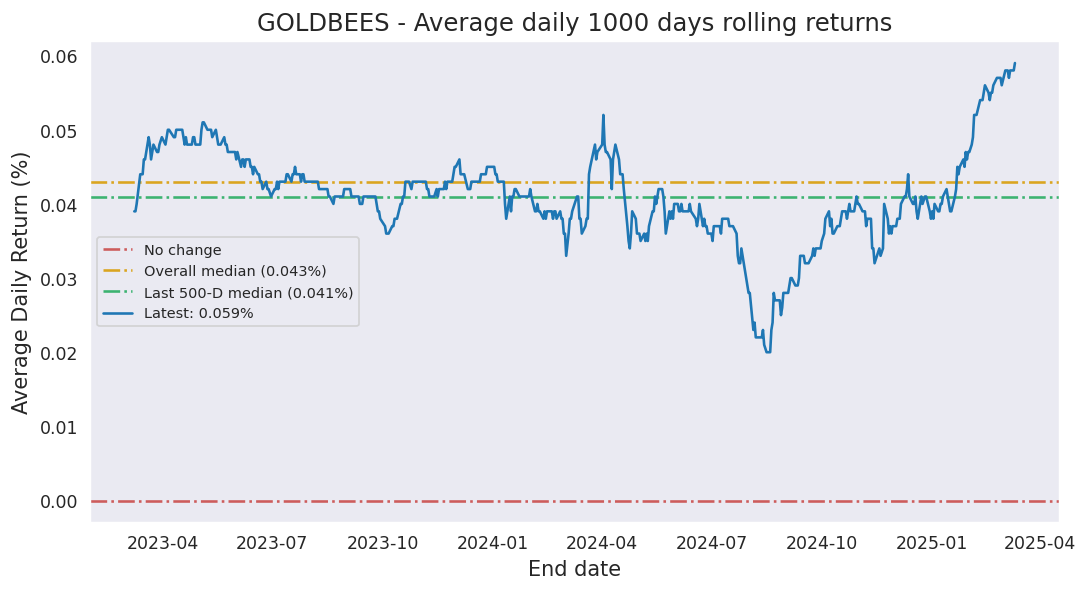 GOLDBEES - Average daily 1000 days rolling returns
Average Daily Return (%)
0.06
0.05
0.04
0.03
0.02
0.01
0.00
No change
Overall median (0.043%)
Last 500-D median (0.041%)
Latest: 0.059%
2023-04
2023-07
2023-10
2024-01
2024-04
2024-07
2024-10
2025-01
2025-04
End date